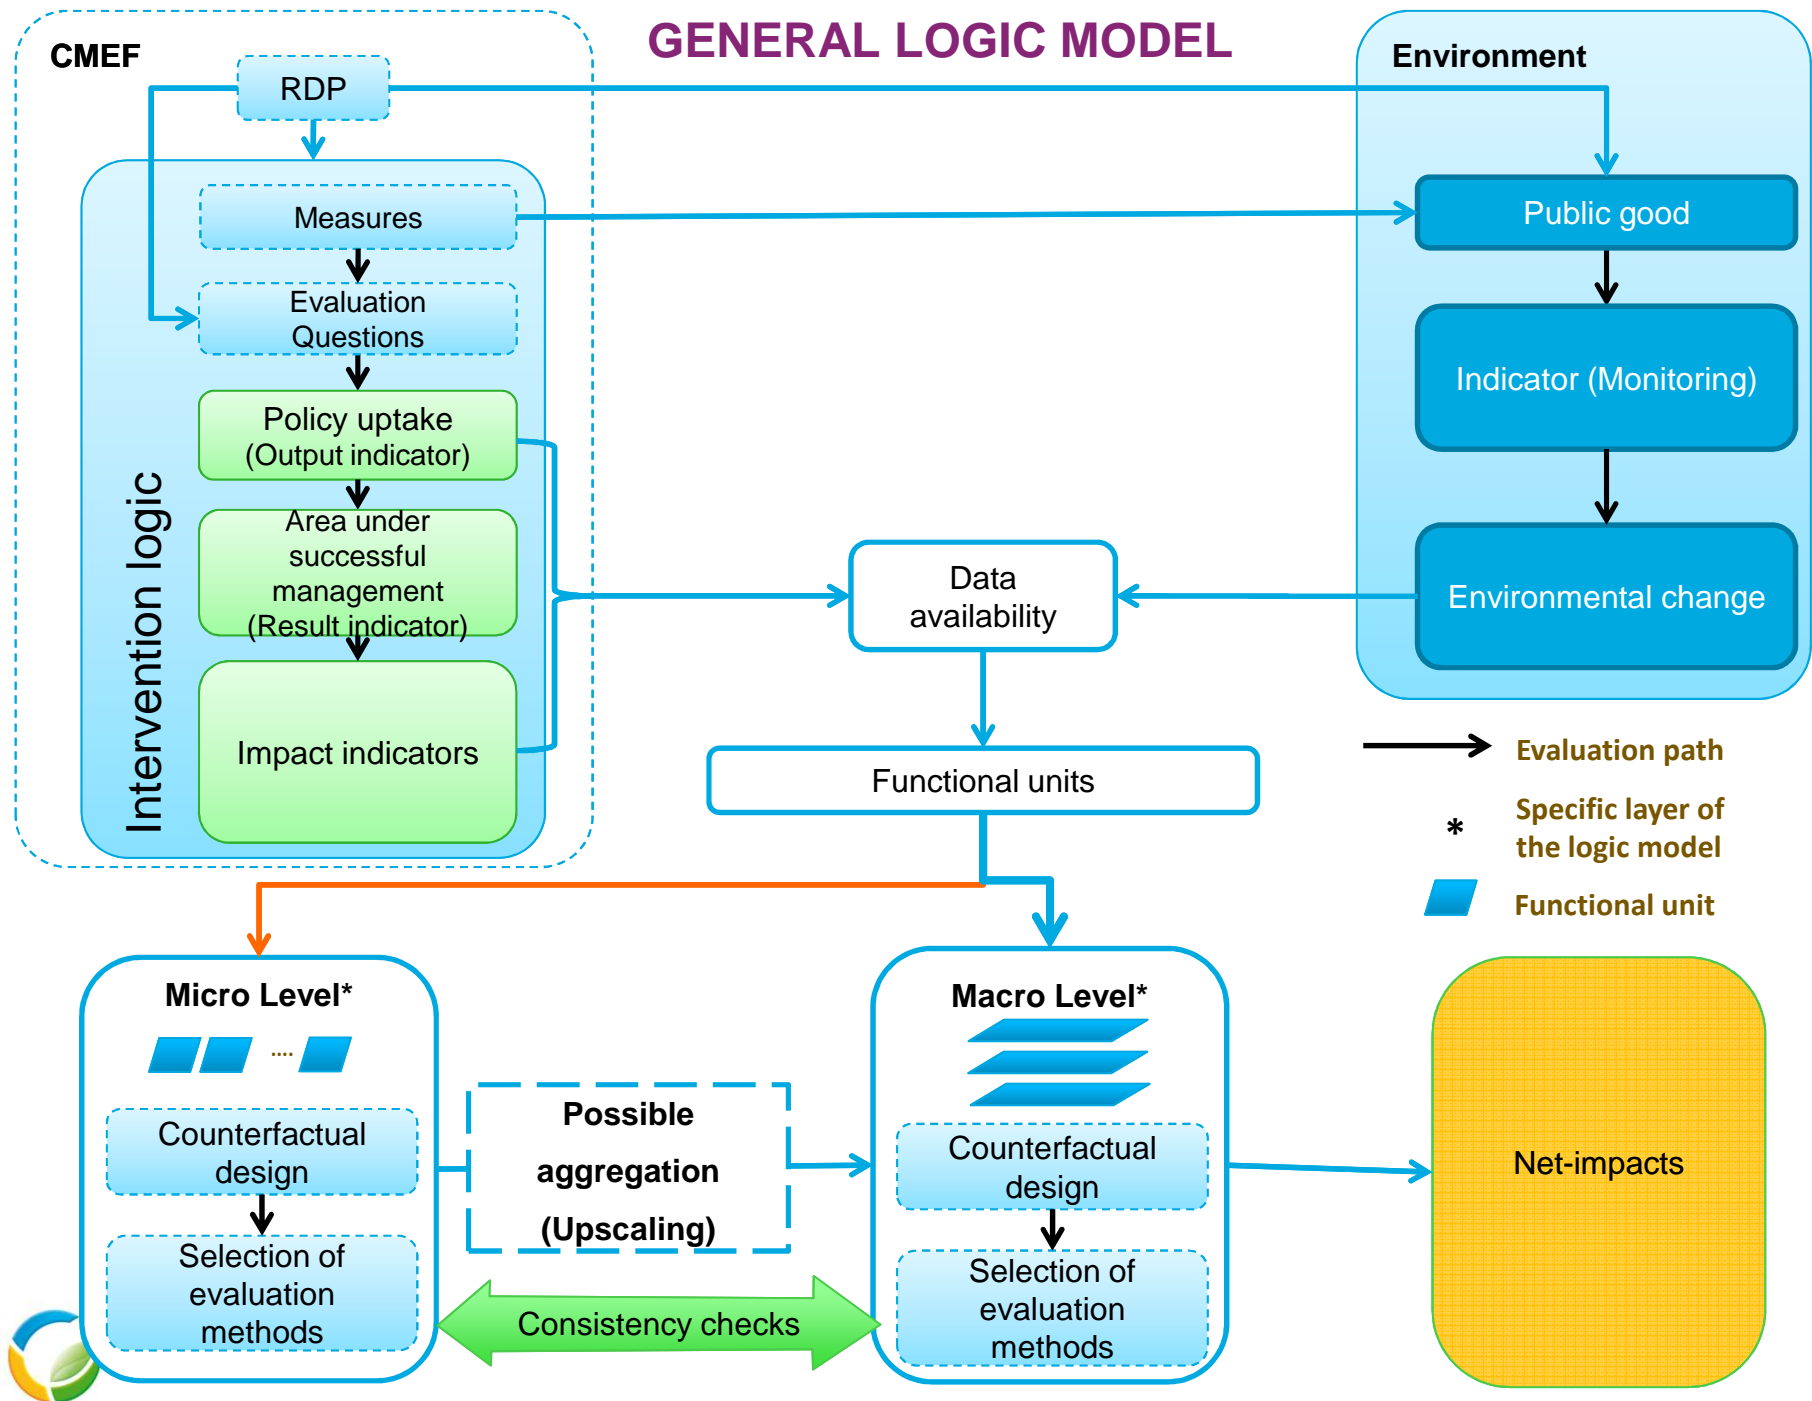 GENERAL LOGIC MODEL
CMEF
RDP
Intervention logic
Measures
Evaluation
Questions
Policy uptake
(Output indicator)
Area under
successful
management
(Result indicator)
Impact indicators
Environment
Public good
Indicator (Monitoring)
Environmental change
Data
availability
Functional units
Evaluation path
* Specific layer of
the logic model
Functional unit
Micro Level*
....
Counterfactual
design
Selection of
evaluation
methods
Possible
aggregation
(Upscaling)
Consistency checks
Macro Level*
Counterfactual
design
Selection of
evaluation
methods
Net-impacts